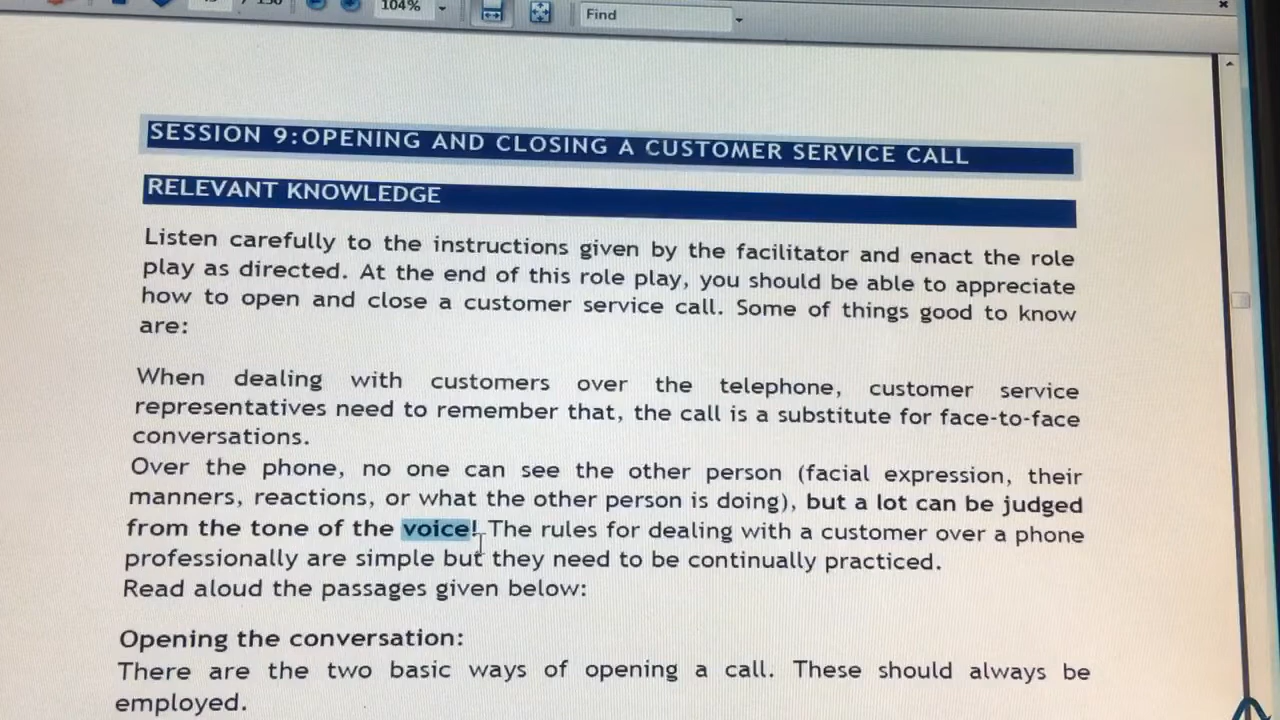 104%
Find
SESSION 9:OPENING AND CLOSING A CUSTOMER SERVICE CALL
RELEVANT KNOWLEDGE
Listen carefully to the instructions given by the facilitator and enact the role
play as directed. At the end of this role play, you should be able to appreciate
how to open and close a customer service call. Some of things good to know
are:
When dealing with customers over the telephone, customer service
representatives need to remember that, the call is a substitute for face-to-face
conversations.
Over the phone, no one can see the other person (facial expression, their
manners, reactions, or what the other person is doing), but a lot can be judged
from the tone of the voice! The rules for dealing with a customer over a phone
professionally are simple but they need to be continually practiced.
Read aloud the passages given below:
Opening the conversation:
There are the two basic ways of opening a call. These should always be
employed.